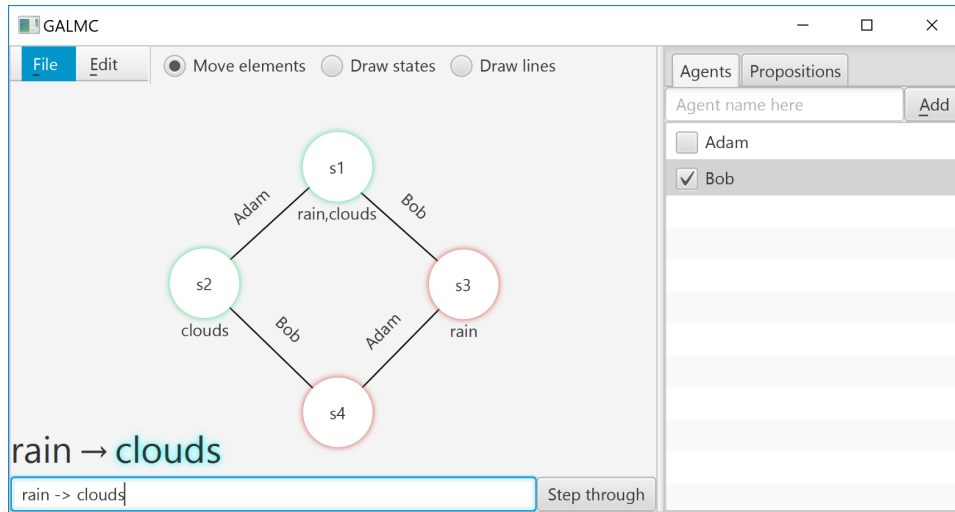 GALMC
File Edit Move elements Draw states Draw lines
Agents Propositions
Agent name here Add
Adam
Bob
s1
rain,clouds
Adam
Bob
s2
clouds
s3
rain
Bob
Adam
s4
rain → clouds
rain -> clouds
Step through